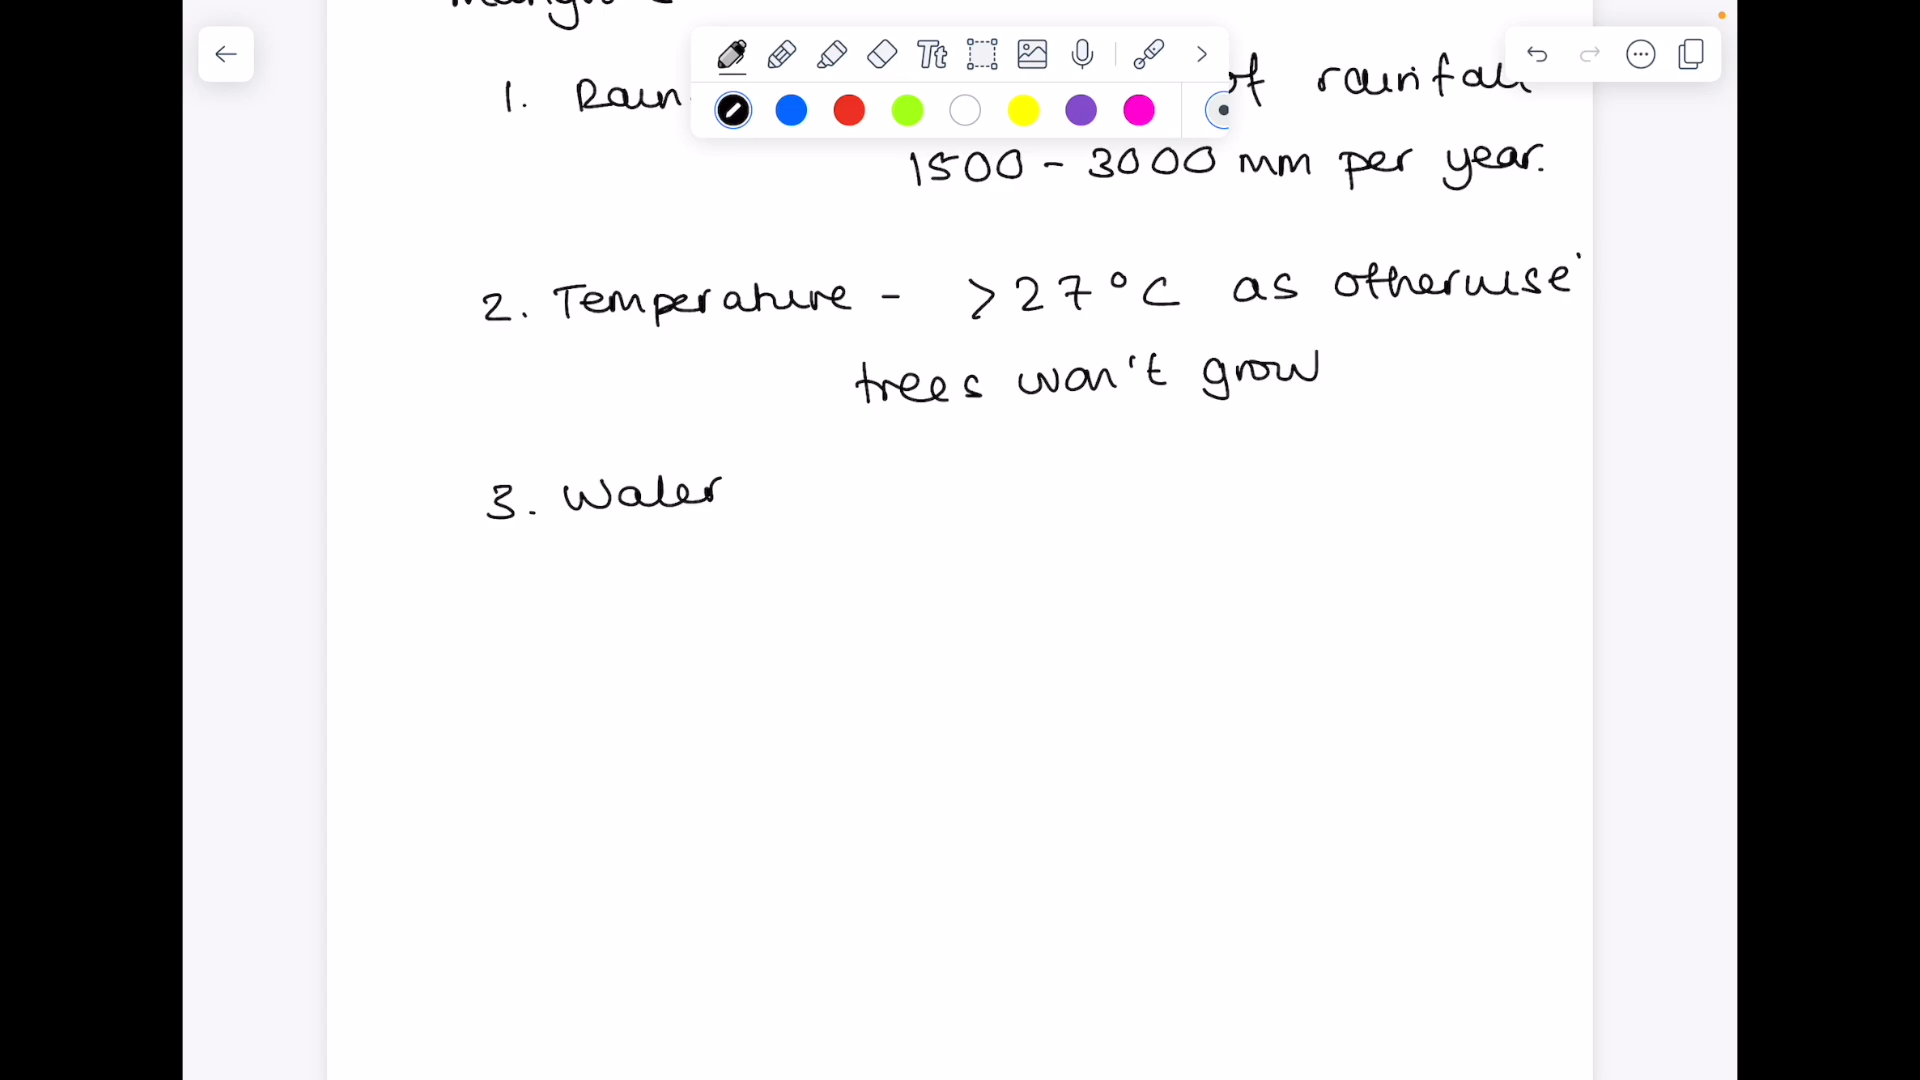 1. Rain of rainfall
1500 - 3000 mm per year.
2. Temperature - >27°C as otherwise
trees won't grow
3. Water
Tt